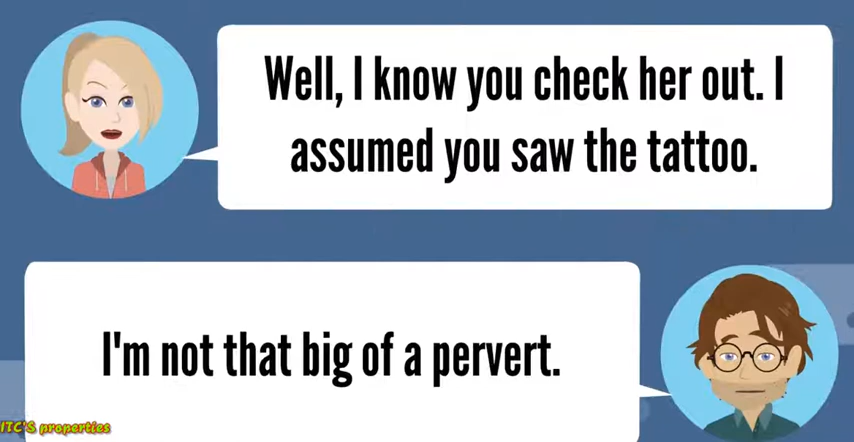 Well, I know you check her out. I
assumed you saw the tattoo.
I'm not that big of a pervert.
ITC'S properties